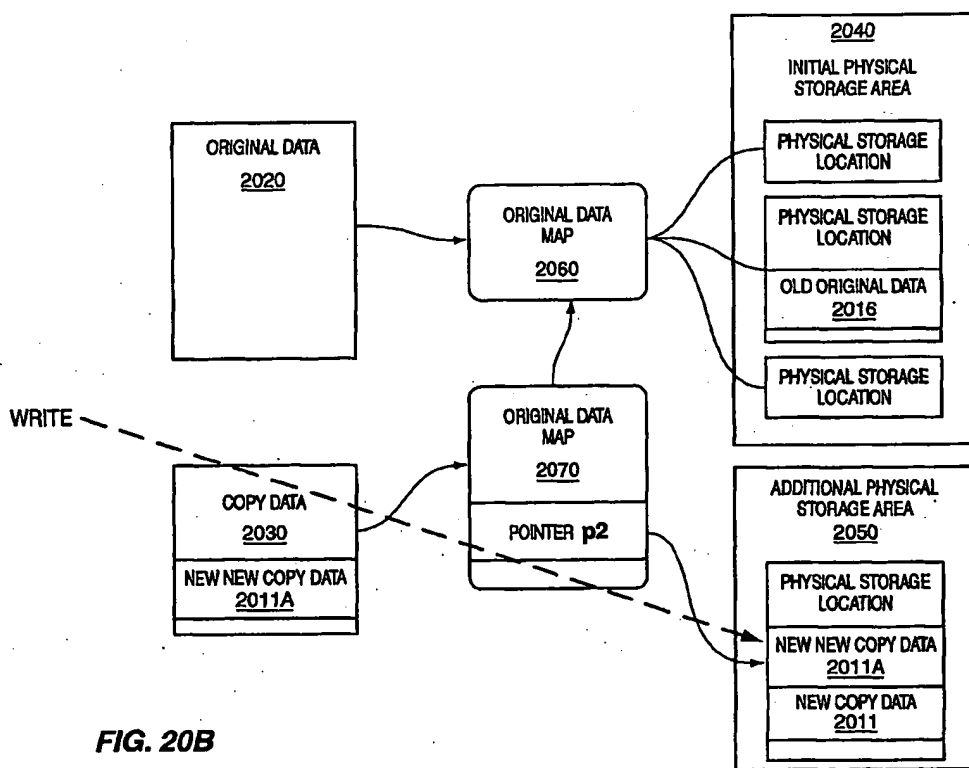 2040
INITIAL PHYSICAL
STORAGE AREA
PHYSICAL STORAGE
LOCATION
PHYSICAL STORAGE
LOCATION
OLD ORIGINAL DATA
2016
PHYSICAL STORAGE
LOCATION
ORIGINAL DATA
2020
ORIGINAL DATA
MAP
2060
ORIGINAL DATA
MAP
2070
POINTER p2
WRITE
COPY DATA
2030
NEW NEW COPY DATA
2011A
ADDITIONAL PHYSICAL
STORAGE AREA
2050
PHYSICAL STORAGE
LOCATION
NEW NEW COPY DATA
2011A
NEW COPY DATA
2011
FIG. 20B